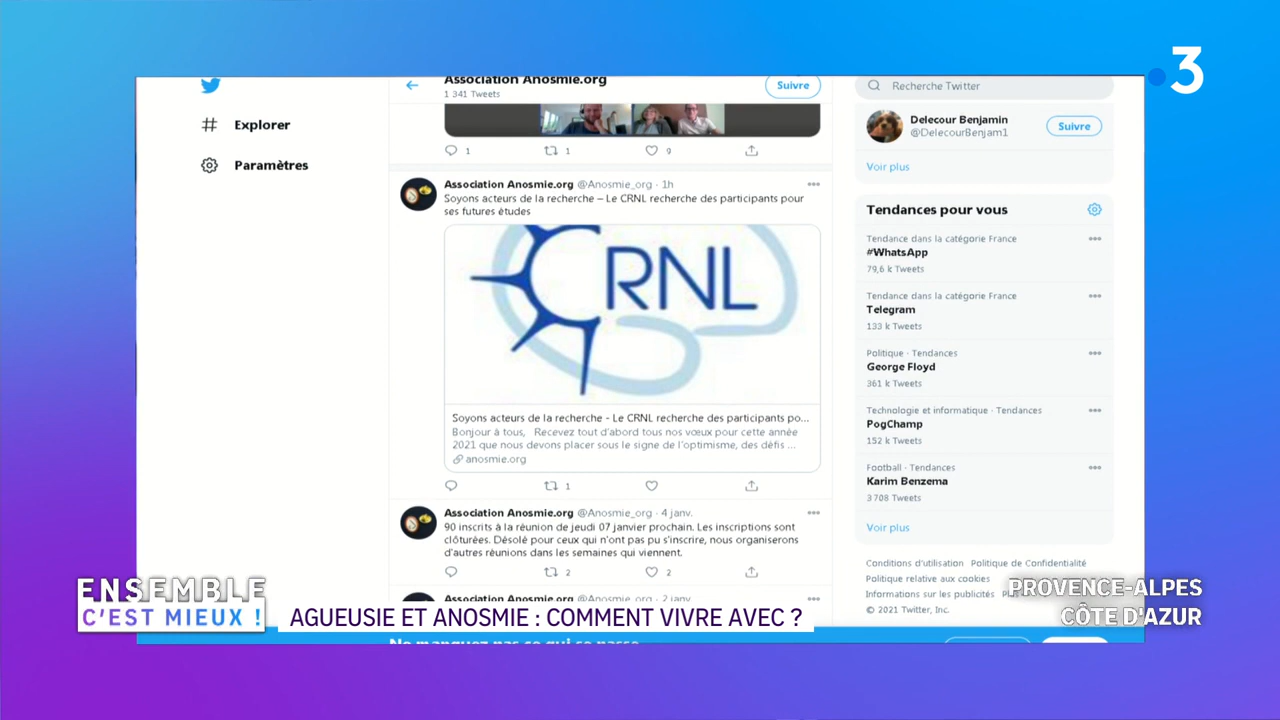 3
Association Anosmie.org
1 341 Tweets
Suivre
Recherche Twitter
Explorer
Paramètres
Delecour Benjamin
@DelecourBenjam1
Suivre
Voir plus
1
1
9
Association Anosmie.org @Anosmie_org · 1h
Soyons acteurs de la recherche – Le CRNL recherche des participants pour
ses futures études
CRNL
Soyons acteurs de la recherche - Le CRNL recherche des participants po...
Bonjour à tous, Recevez tout d'abord tous nos vœux pour cette année
2021 que nous devons placer sous le signe de l'optimisme, des défis ...
anosmie.org
1
Association Anosmie.org @Anosmie_org · 4 janv.
90 inscrits à la réunion de jeudi 07 janvier prochain. Les inscriptions sont
clôturées. Désolé pour ceux qui n'ont pas pu s'inscrire, nous organiserons
d'autres réunions dans les semaines qui viennent.
2
2
Association Anosmie.org @Anosmie_org · 2 janv.
Tendances pour vous
Tendance dans la catégorie France
#WhatsApp
79,6 k Tweets
Tendance dans la catégorie France
Telegram
133 k Tweets
Politique · Tendances
George Floyd
361 k Tweets
Technologie et informatique · Tendances
PogChamp
152 k Tweets
Football · Tendances
Karim Benzema
3 708 Tweets
Voir plus
Conditions d'utilisation Politique de Confidentialité
Politique relative aux cookies
Informations sur les publicités
© 2021 Twitter, Inc.
Ne manquez pas ce qui se passe
ENSEMBLE
C'EST MIEUX !
AGUEUSIE ET ANOSMIE : COMMENT VIVRE AVEC ?
PROVENCE-ALPES
CÔTE D'AZUR